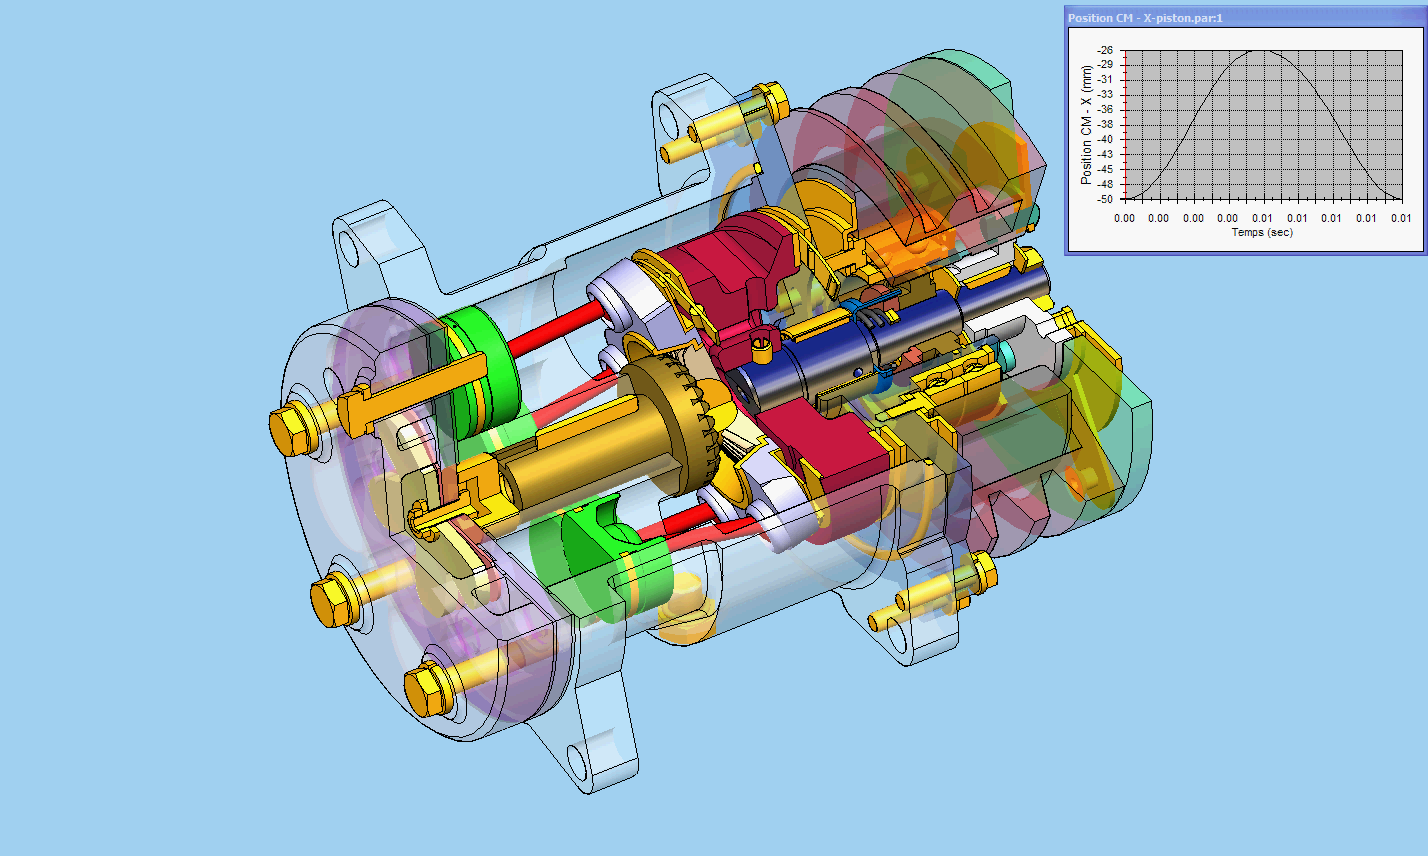 Position CM - X-piston.par:1
-26
-29
-31
-33
-36
-38
-40
-43
-45
-48
-50
Position CM - X (mm)
0.00 0.00 0.00 0.00 0.01 0.01 0.01 0.01 0.01
Temps (sec)